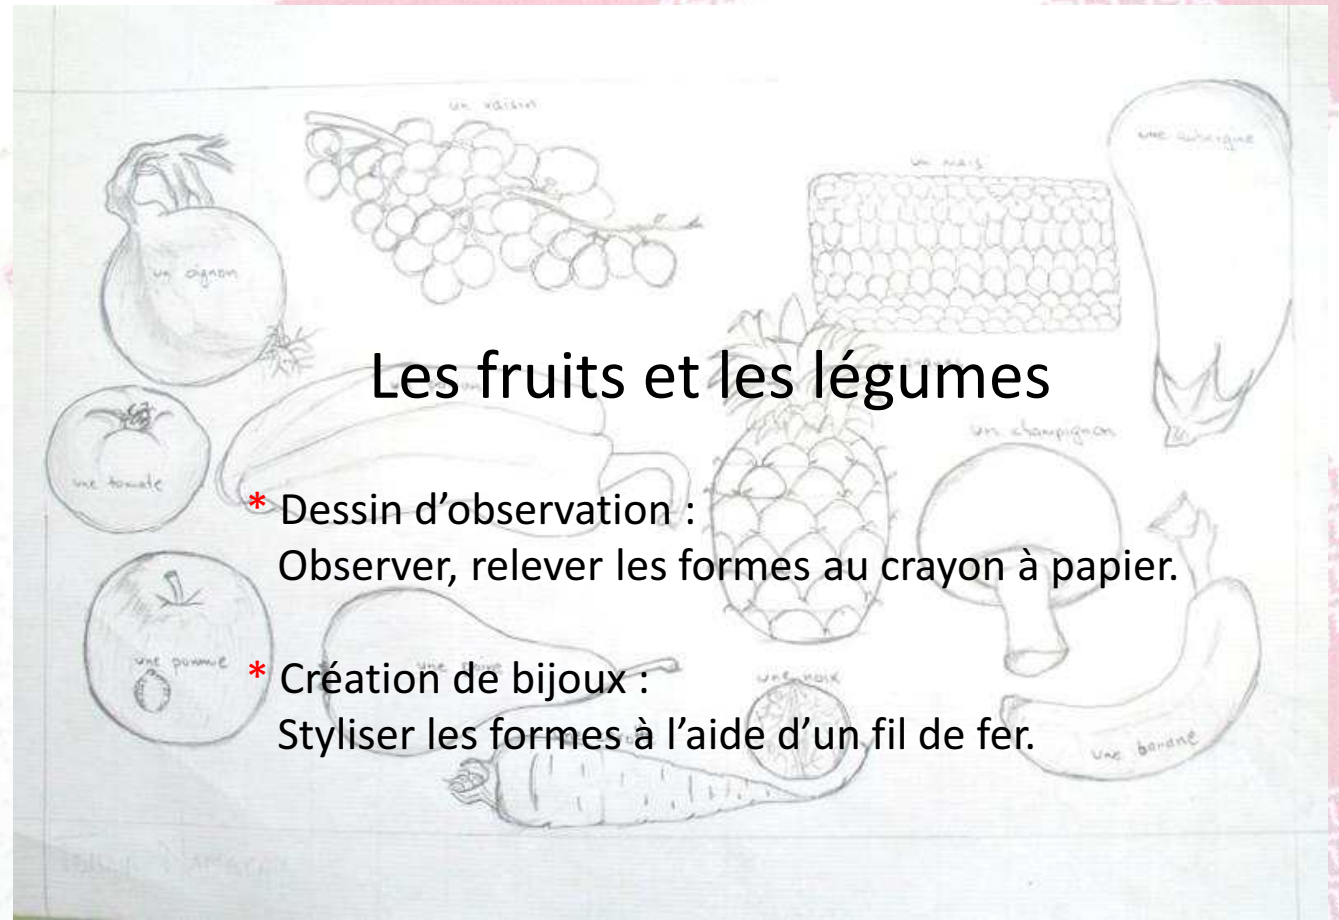 un raisin
une aubergine
un maïs
un oignon
Les fruits et les légumes
un champignon
une tomate
* Dessin d’observation :
Observer, relever les formes au crayon à papier.
une pomme
* Création de bijoux :
une noix
Styliser les formes à l’aide d’un fil de fer.
une banane